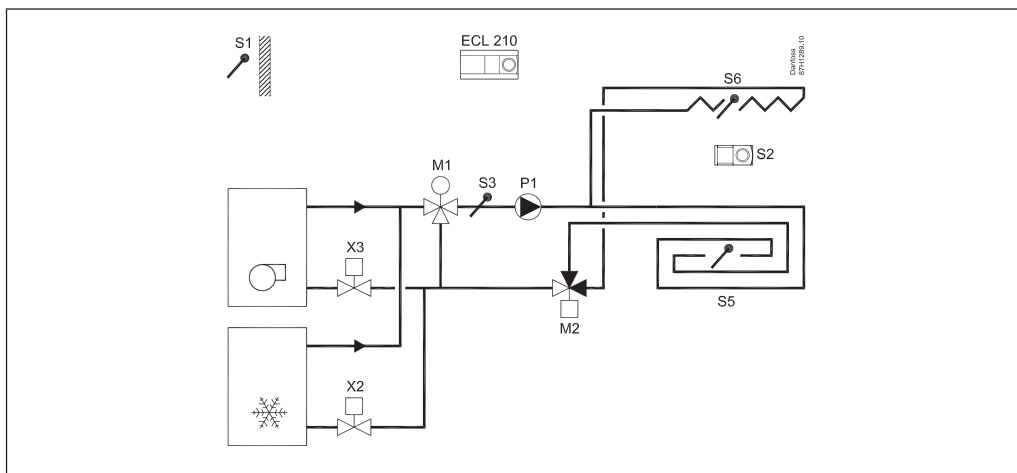 S1
ECL 210
Danfoss
87H1289.10
S6
S2
M1
S3
P1
X3
S5
M2
X2